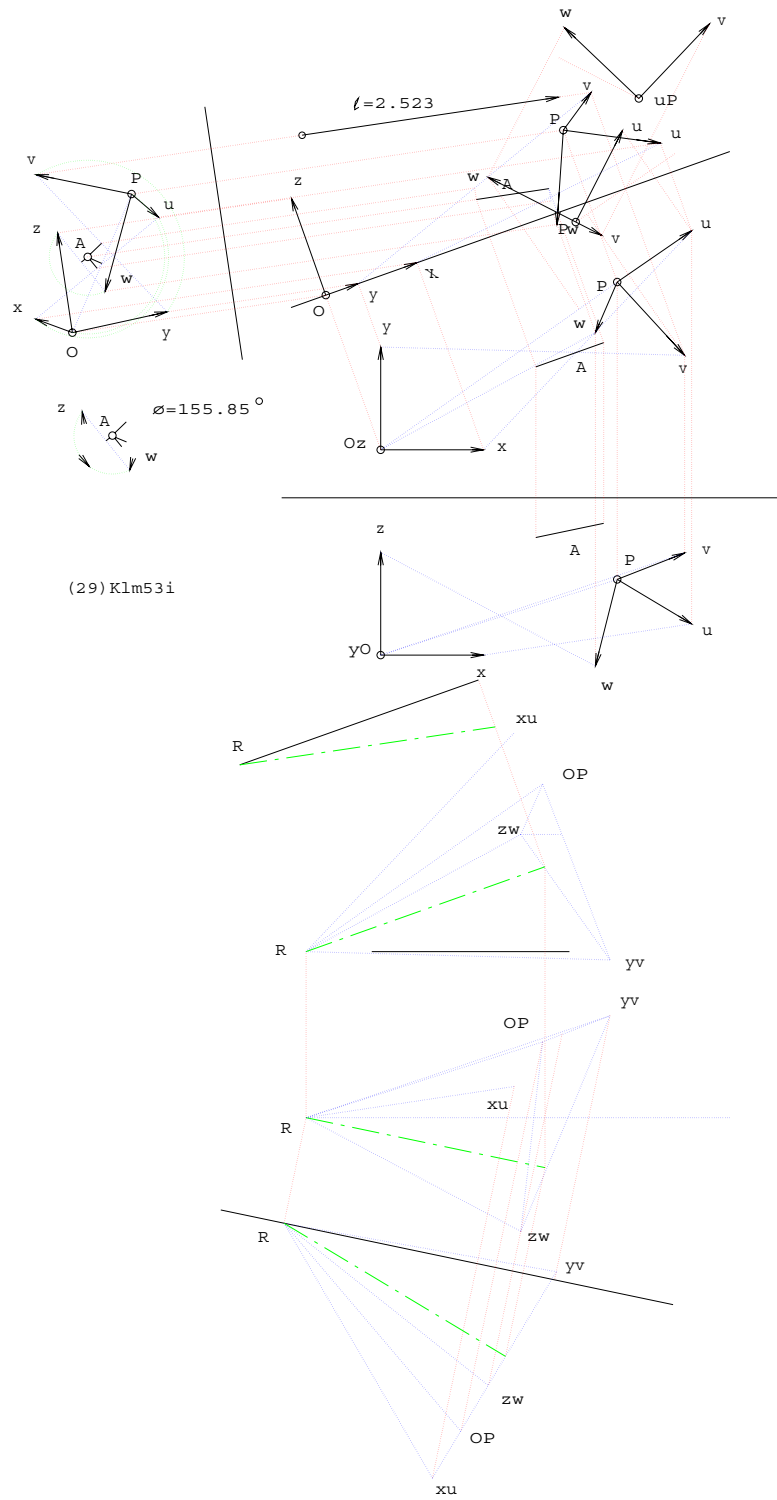 w
v
uP
ℓ=2.523
v
P
u
u
v
P
u
z
A
w
A
z
Pw
v
u
x
w
y
O
y
x
O
P
w
y
A
v
Oz
x
z
A
∅=155.85°
w
z
A
P
v
(29)Klm53i
u
yO
x
w
R
xu
OP
zw
R
yv
yv
OP
xu
R
zw
R
yv
zw
OP
xu